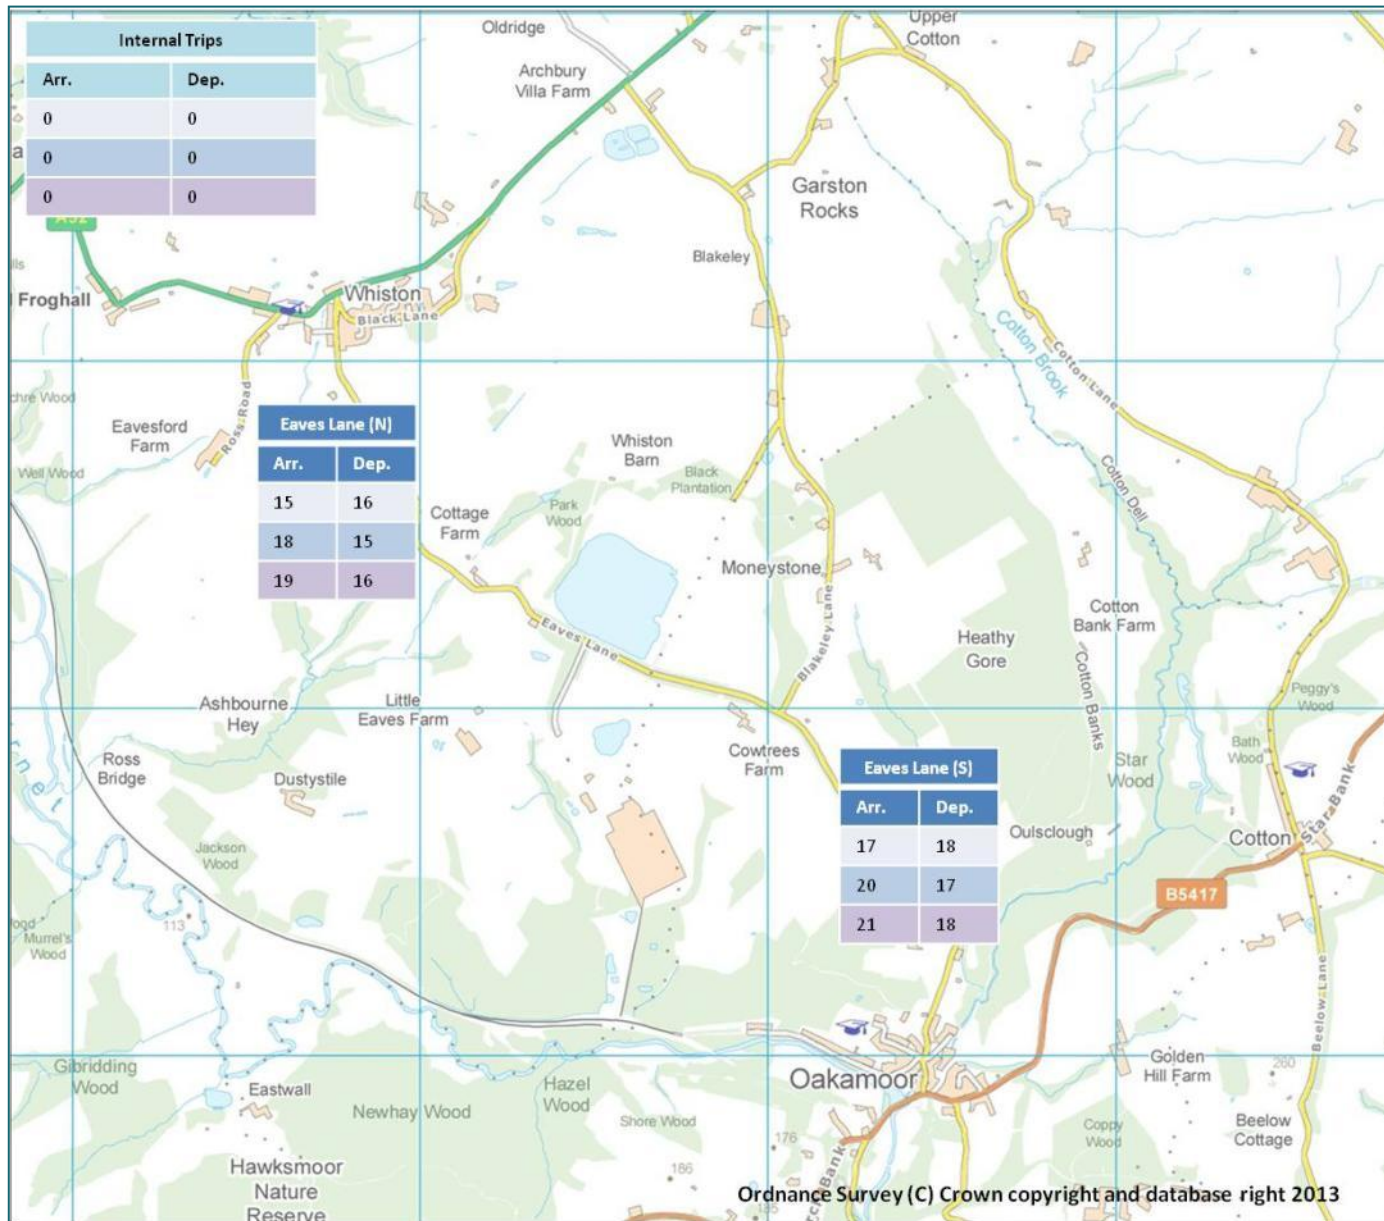 Internal Trips
Arr. Dep.
0 0
0 0
0 0
Oldridge
Archbury
Villa Farm
Upper
Cotton
Garston
Rocks
Blakeley
Froghall
Whiston
Black Lane
Ross Road
Eavesford
Farm
Well Wood
Eaves Lane (N)
Arr. Dep.
15 16
18 15
19 16
Cottage
Farm
Whiston
Barn
Park
Wood
Black
Plantation
Moneystone
Blakeley Lane
Eaves Lane
Cotton Brook
Cotton Lane
Cotton Dell
Cotton
Bank Farm
Cotton Banks
Heathy
Gore
Peggy's
Wood
Bath
Wood
Star
Wood
Star Bank
Ashbourne
Hey
Little
Eaves Farm
Cowtrees
Farm
Ross
Bridge
Dustystile
Jackson
Wood
113
Murrel's
Wood
Eaves Lane (S)
Arr. Dep.
17 18
20 17
21 18
Oulsclough
Cotton
B5417
Beelow Lane
Gibridding
Wood
Eastwall
Newhay Wood
Hazel
Wood
Shore Wood
Oakamoor
Golden
Hill Farm
260
Beelow
Cottage
Coppy
Wood
176
186
Hawksmoor
Nature
Reserve
Ordnance Survey (C) Crown copyright and database right 2013